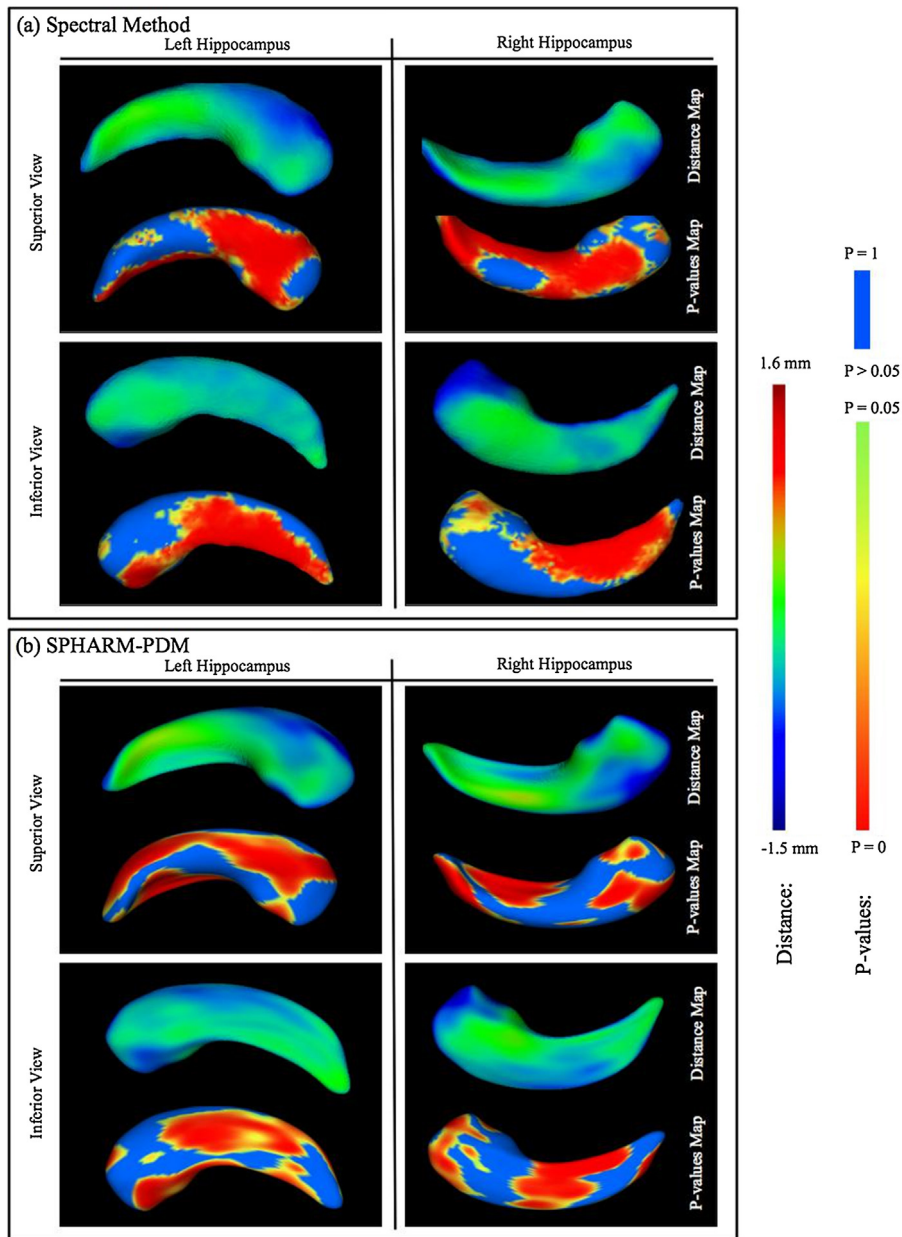 (a) Spectral Method
Left Hippocampus
Right Hippocampus
Superior View
Distance Map
P-values Map
Inferior View
Distance Map
P-values Map
(b) SPHARM-PDM
Left Hippocampus
Right Hippocampus
Superior View
Distance Map
P-values Map
Inferior View
Distance Map
P-values Map
P = 1
1.6 mm
P > 0.05
P = 0.05
-1.5 mm
P = 0
Distance:
P-values: